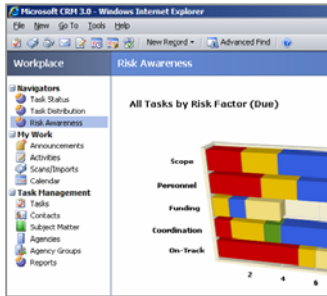 Microsoft CRM 3.0 - Windows Internet Explorer
File New Go To Tools Help
New Record Advanced Find
Workplace
Risk Awareness
Navigators
Task Status
Task Distribution
Risk Awareness
My Work
Announcements
Activities
Scans/Imports
Calendar
Task Management
Tasks
Contacts
Subject Matter
Agencies
Agency Groups
Reports
All Tasks by Risk Factor (Due)
Scope
Personnel
Funding
Coordination
On-Track
2 4 6